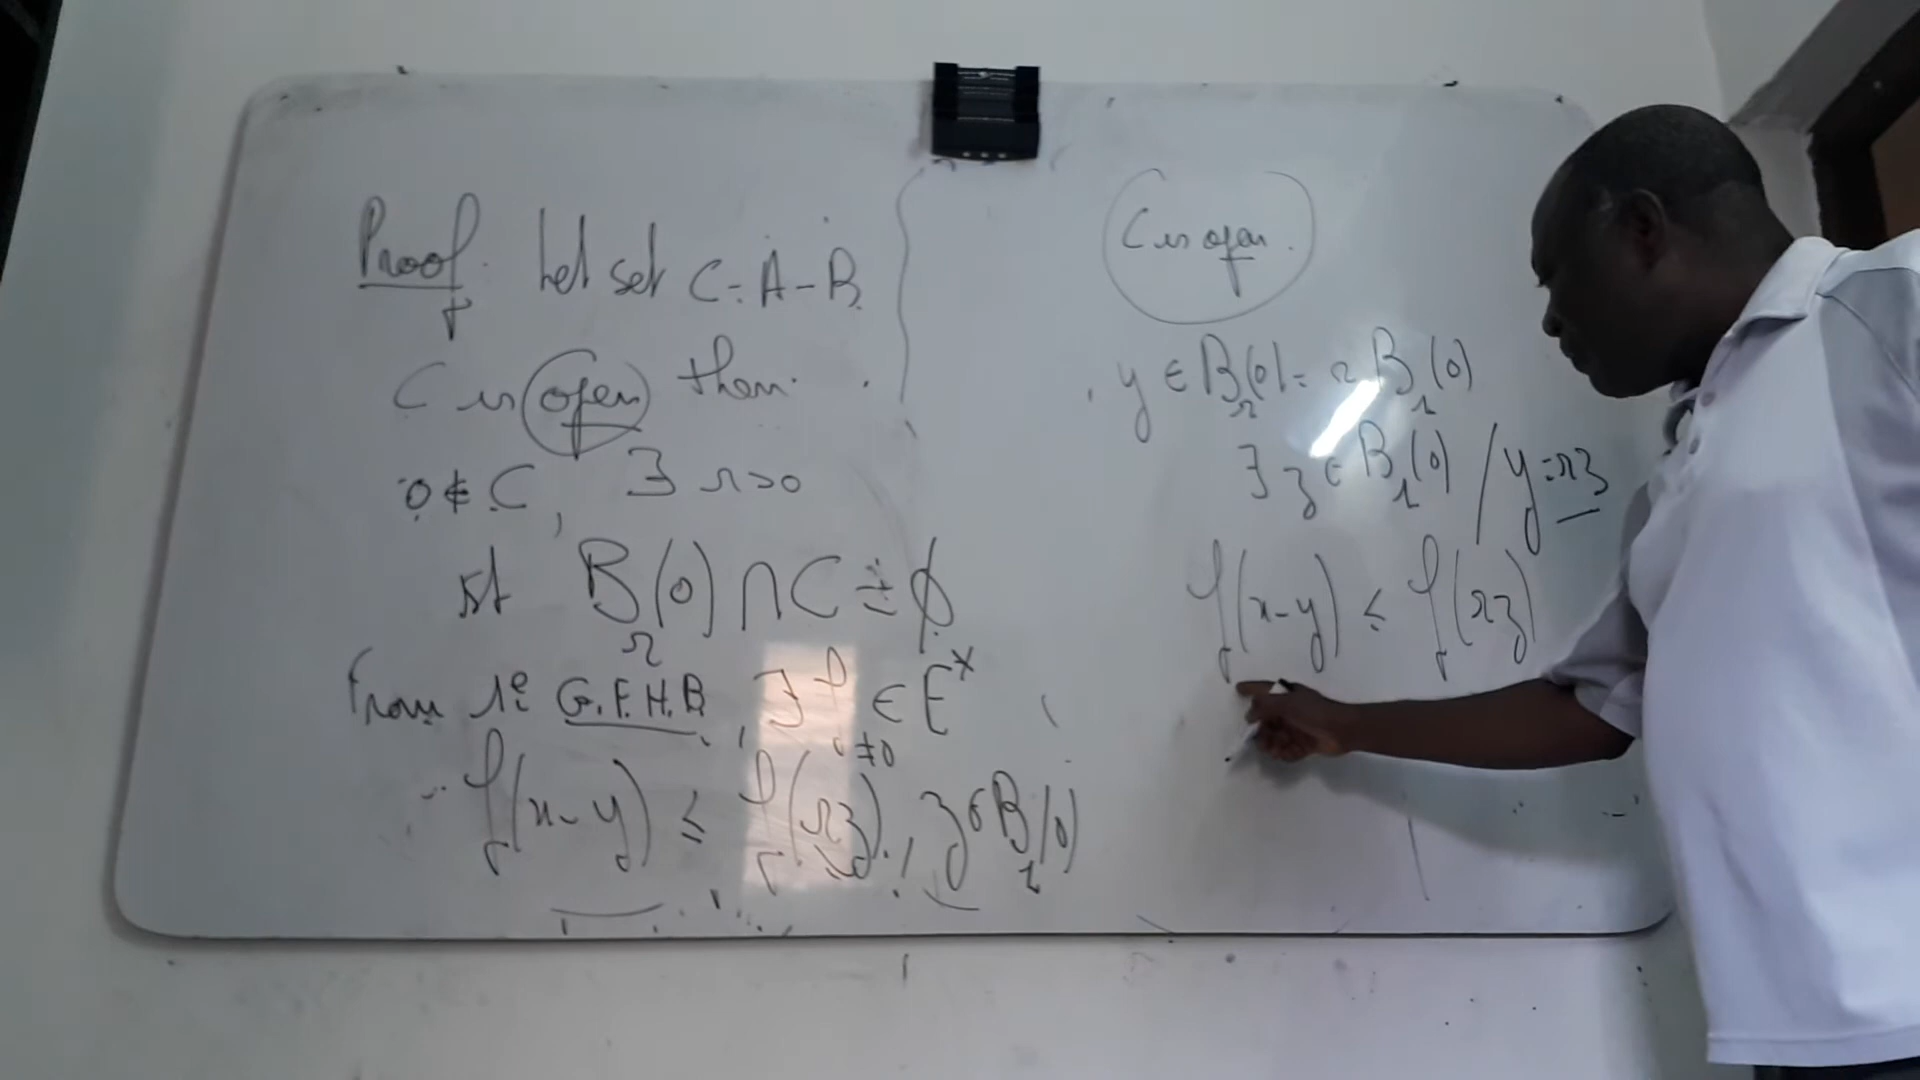 Proof. Let set C = A - B.
C is open then
0 ∉ C, ∃ r>0
st B_r(0) ∩ C = ∅
From 1e G.F.H.B, ∃ f ∈ E*
≠0
f(x-y) ≤ f(rz), z ∈ B_1(0)
C is open.
y ∈ B_r(0) = r B_1(0)
∃ z ∈ B_1(0) / y = rz
f(x-y) ≤ f(rz)